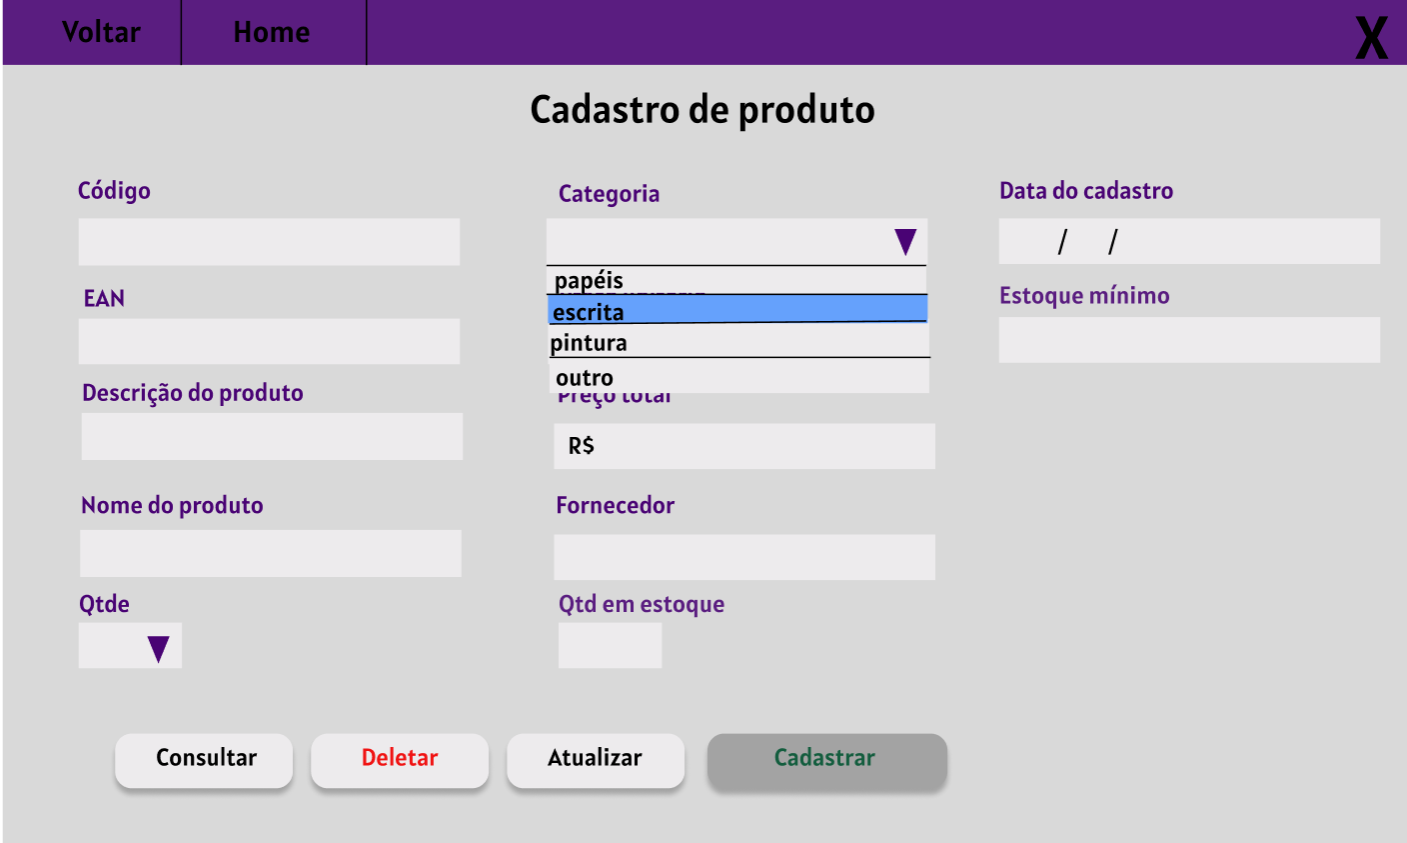 Voltar Home X
Cadastro de produto
Código
Categoria
Data do cadastro
/ /
papéis
EAN
Estoque mínimo
escrita
pintura
outro
Descrição do produto
Preço total
R$
Nome do produto
Fornecedor
Qtde
Qtd em estoque
Consultar Deletar Atualizar Cadastrar